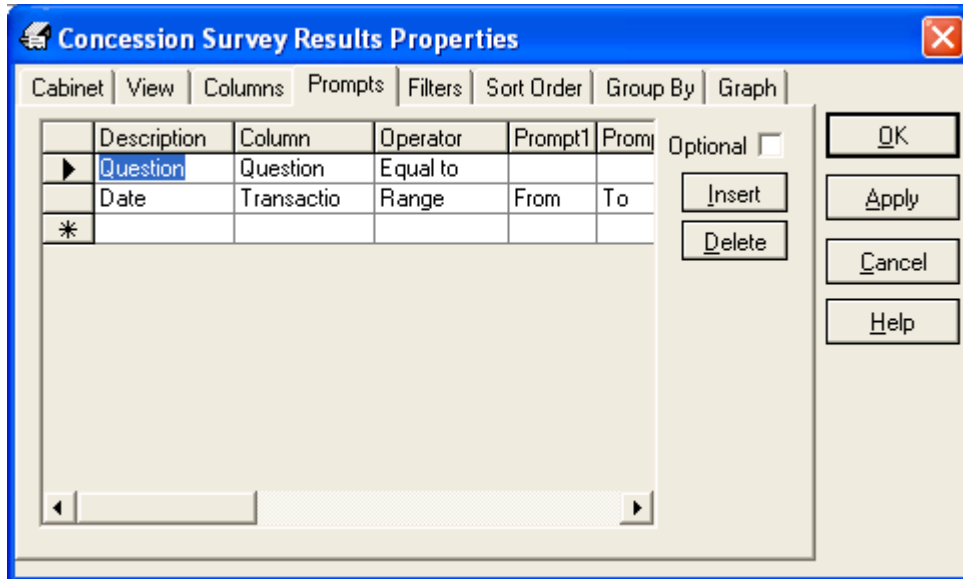 Concession Survey Results Properties
Cabinet View Columns Prompts Filters Sort Order Group By Graph
Description Column Operator Prompt1 Promp Optional OK
Question Question Equal to
Date Transactio Range From To Insert Apply
Delete
Cancel
Help